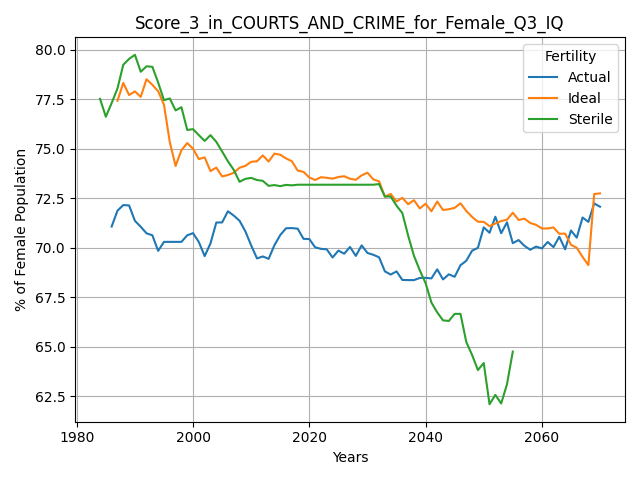 Score_3_in_COURTS_AND_CRIME_for_Female_Q3_IQ
Fertility
Actual
Ideal
Sterile
% of Female Population
80.0
77.5
75.0
72.5
70.0
67.5
65.0
62.5
1980
2000
2020
2040
2060
Years